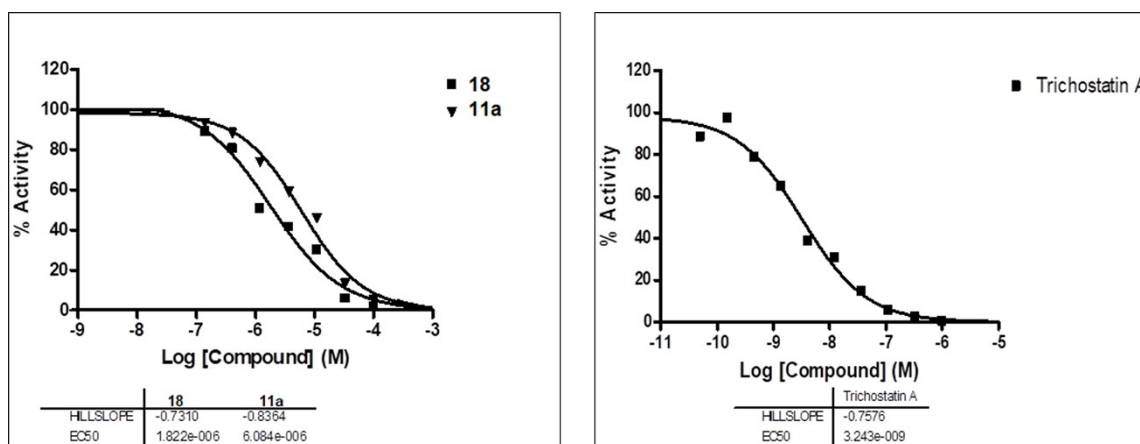 120
100
80
60
40
20
0
% Activity
-9 -8 -7 -6 -5 -4 -3
Log [Compound] (M)
18
11a
18 11a
HILLSLOPE -0.7310 -0.8364
EC50 1.822e-006 6.084e-006
120
100
80
60
40
20
0
% Activity
-11 -10 -9 -8 -7 -6 -5
Log [Compound] (M)
Trichostatin A
Trichostatin A
HILLSLOPE -0.7576
EC50 3.243e-009